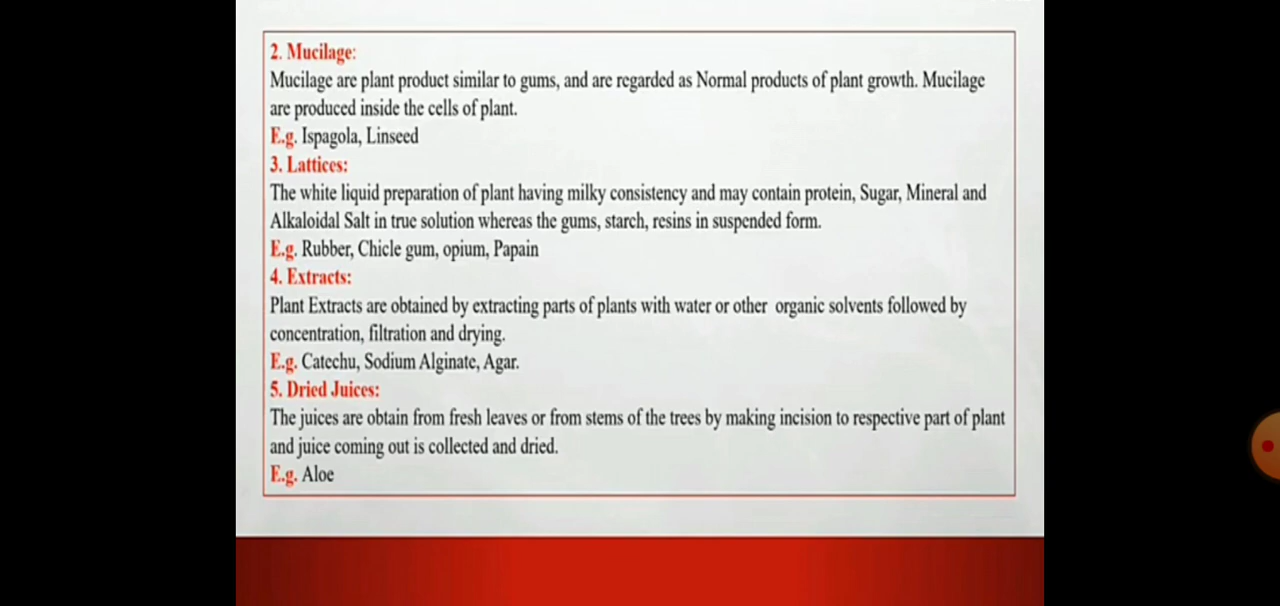 2. Mucilage:
Mucilage are plant product similar to gums, and are regarded as Normal products of plant growth. Mucilage
are produced inside the cells of plant.
E.g. Ispagola, Linseed
3. Lattices:
The white liquid preparation of plant having milky consistency and may contain protein, Sugar, Mineral and
Alkaloidal Salt in true solution whereas the gums, starch, resins in suspended form.
E.g. Rubber, Chicle gum, opium, Papain
4. Extracts:
Plant Extracts are obtained by extracting parts of plants with water or other organic solvents followed by
concentration, filtration and drying.
E.g. Catechu, Sodium Alginate, Agar.
5. Dried Juices:
The juices are obtain from fresh leaves or from stems of the trees by making incision to respective part of plant
and juice coming out is collected and dried.
E.g. Aloe